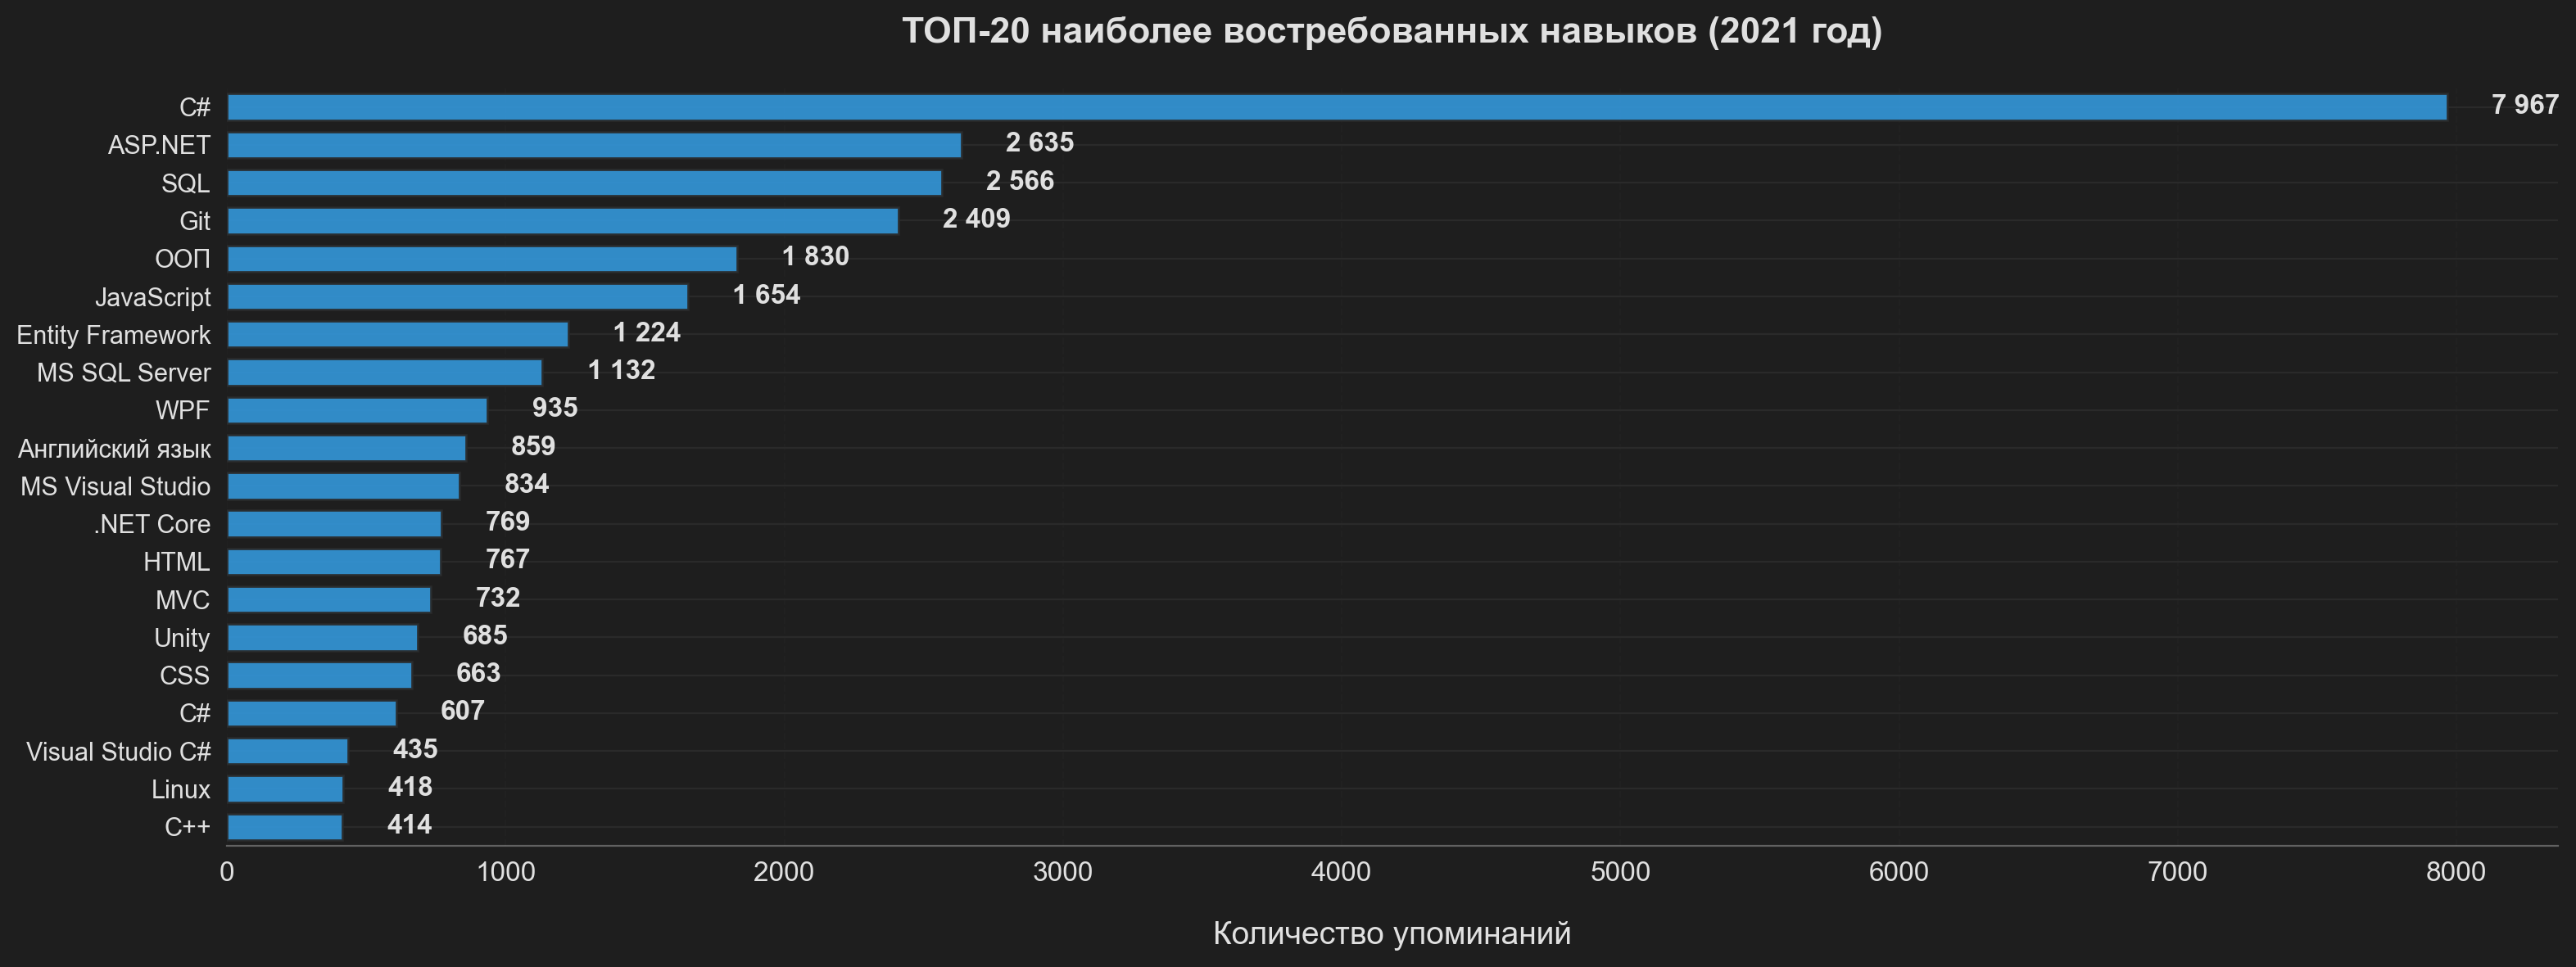 ТОП-20 наиболее востребованных навыков (2021 год)
C# 7 967
ASP.NET 2 635
SQL 2 566
Git 2 409
ООП 1 830
JavaScript 1 654
Entity Framework 1 224
MS SQL Server 1 132
WPF 935
Английский язык 859
MS Visual Studio 834
.NET Core 769
HTML 767
MVC 732
Unity 685
CSS 663
C# 607
Visual Studio C# 435
Linux 418
C++ 414
0 1000 2000 3000 4000 5000 6000 7000 8000
Количество упоминаний